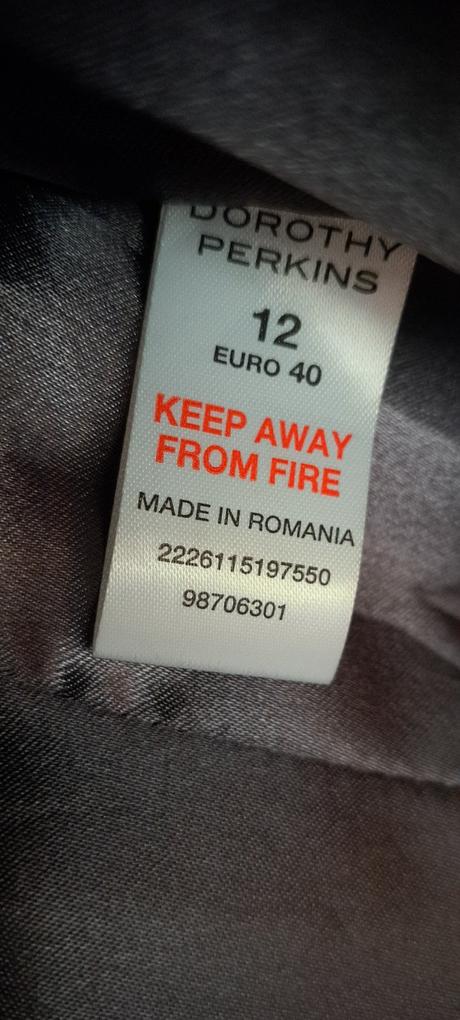 DOROTHY
PERKINS
12
EURO 40
KEEP AWAY
FROM FIRE
MADE IN ROMANIA
2226115197550
98706301